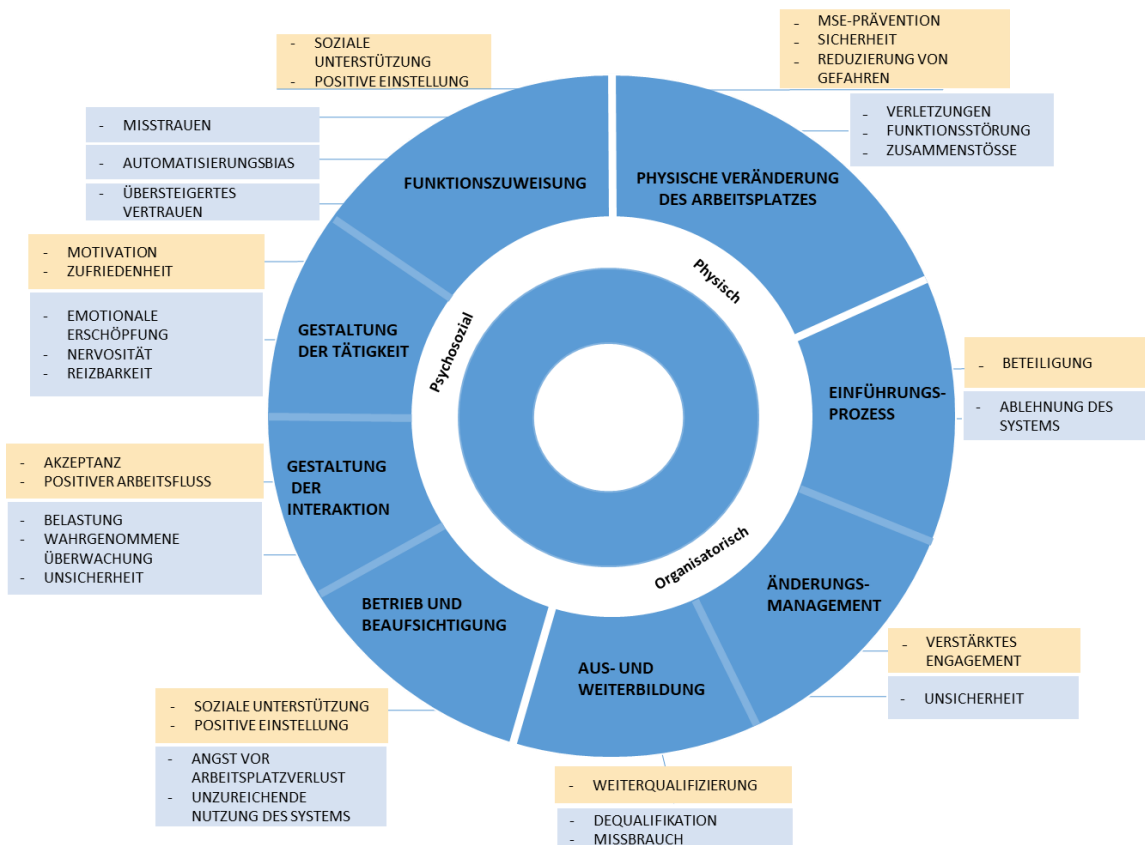 - SOZIALE
UNTERSTÜTZUNG
- POSITIVE EINSTELLUNG
- MISSTRAUEN
- AUTOMATISIERUNGSBIAS
- ÜBERSTEIGERTES
VERTRAUEN
FUNKTIONSZUWEISUNG
- MSE-PRÄVENTION
- SICHERHEIT
- REDUZIERUNG VON
GEFAHREN
- VERLETZUNGEN
- FUNKTIONSSTÖRUNG
- ZUSAMMENSTÖSSE
PHYSISCHE VERÄNDERUNG
DES ARBEITSPLATZES
- MOTIVATION
- ZUFRIEDENHEIT
- EMOTIONALE
ERSCHÖPFUNG
- NERVOSITÄT
- REIZBARKEIT
GESTALTUNG
DER TÄTIGKEIT
Psychosozial
Physisch
Organisatorisch
EINFÜHRUNGS-
PROZESS
- BETEILIGUNG
- ABLEHNUNG DES
SYSTEMS
- AKZEPTANZ
- POSITIVER ARBEITSFLUSS
- BELASTUNG
- WAHRGENOMMENE
ÜBERWACHUNG
- UNSICHERHEIT
GESTALTUNG
DER
INTERAKTION
ÄNDERUNGS-
MANAGEMENT
- VERSTÄRKTES
ENGAGEMENT
- UNSICHERHEIT
BETRIEB UND
BEAUFSICHTIGUNG
- SOZIALE UNTERSTÜTZUNG
- POSITIVE EINSTELLUNG
- ANGST VOR
ARBEITSPLATZVERLUST
- UNZUREICHENDE
NUTZUNG DES SYSTEMS
AUS- UND
WEITERBILDUNG
- WEITERQUALIFIZIERUNG
- DEQUALIFIKATION
- MISSBRAUCH